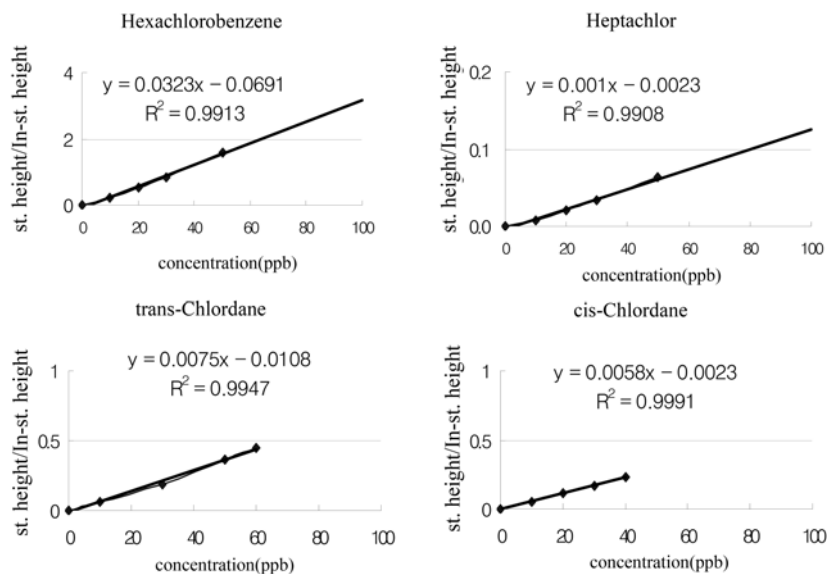 Hexachlorobenzene
st. height/In-st. height
y = 0.0323x − 0.0691
R² = 0.9913
4
2
0
0 20 40 60 80 100
concentration(ppb)
Heptachlor
st. height/In-st. height
y = 0.001x − 0.0023
R² = 0.9908
0.2
0.1
0.0
0 20 40 60 80 100
concentration(ppb)
trans-Chlordane
st. height/In-st. height
y = 0.0075x − 0.0108
R² = 0.9947
1
0.5
0
0 20 40 60 80 100
concentration(ppb)
cis-Chlordane
st. height/In-st. height
y = 0.0058x − 0.0023
R² = 0.9991
1
0.5
0
0 20 40 60 80 100
concentration(ppb)